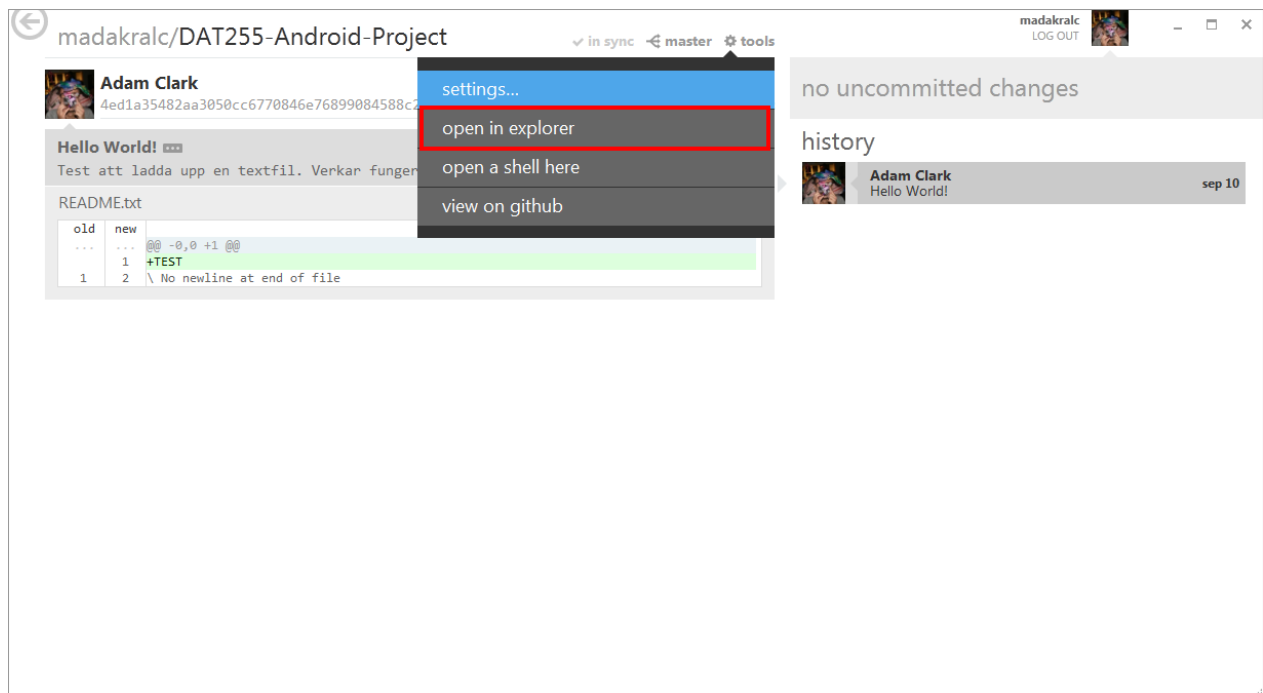 madakralc/DAT255-Android-Project
in sync master tools
madakralc
LOG OUT
Adam Clark
4ed1a35482aa3050cc6770846e76899084588c2
settings...
open in explorer
open a shell here
view on github
Hello World!
Test att ladda upp en textfil. Verkar funger
README.txt
old new
... ... @@ -0,0 +1 @@
1 +TEST
1 2 \ No newline at end of file
no uncommitted changes
history
Adam Clark
Hello World!
sep 10